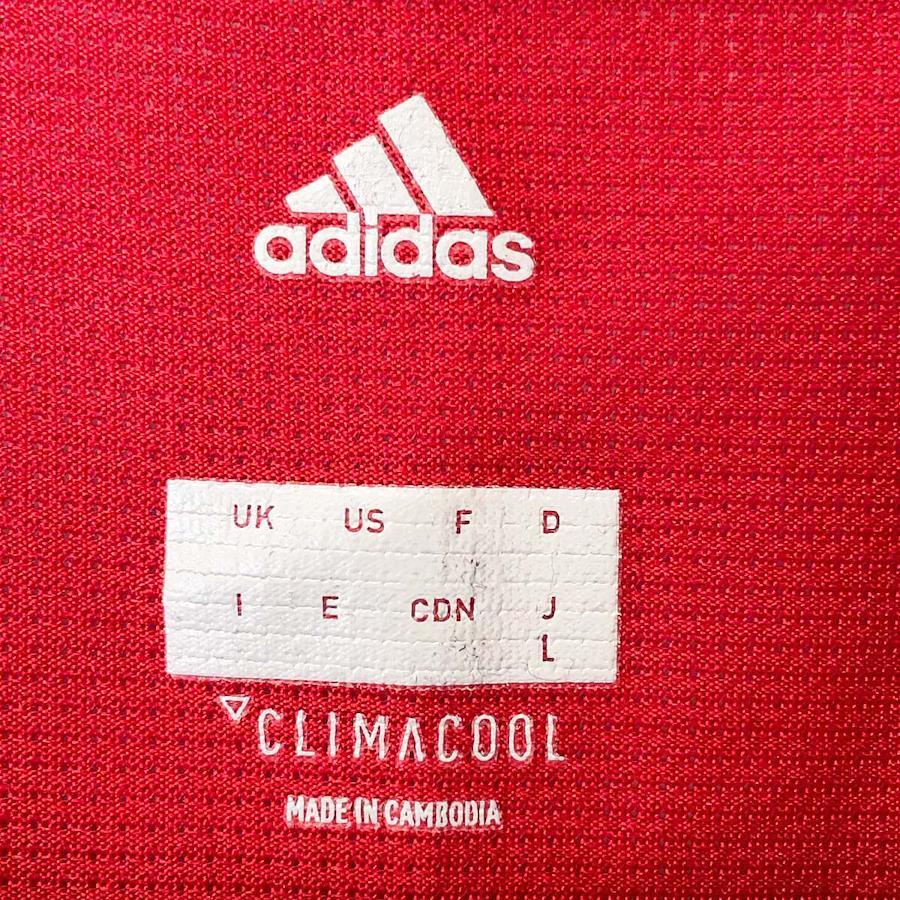 adidas
UK US F D
I E CDN J
L
CLIMACOOL
MADE IN CAMBODIA